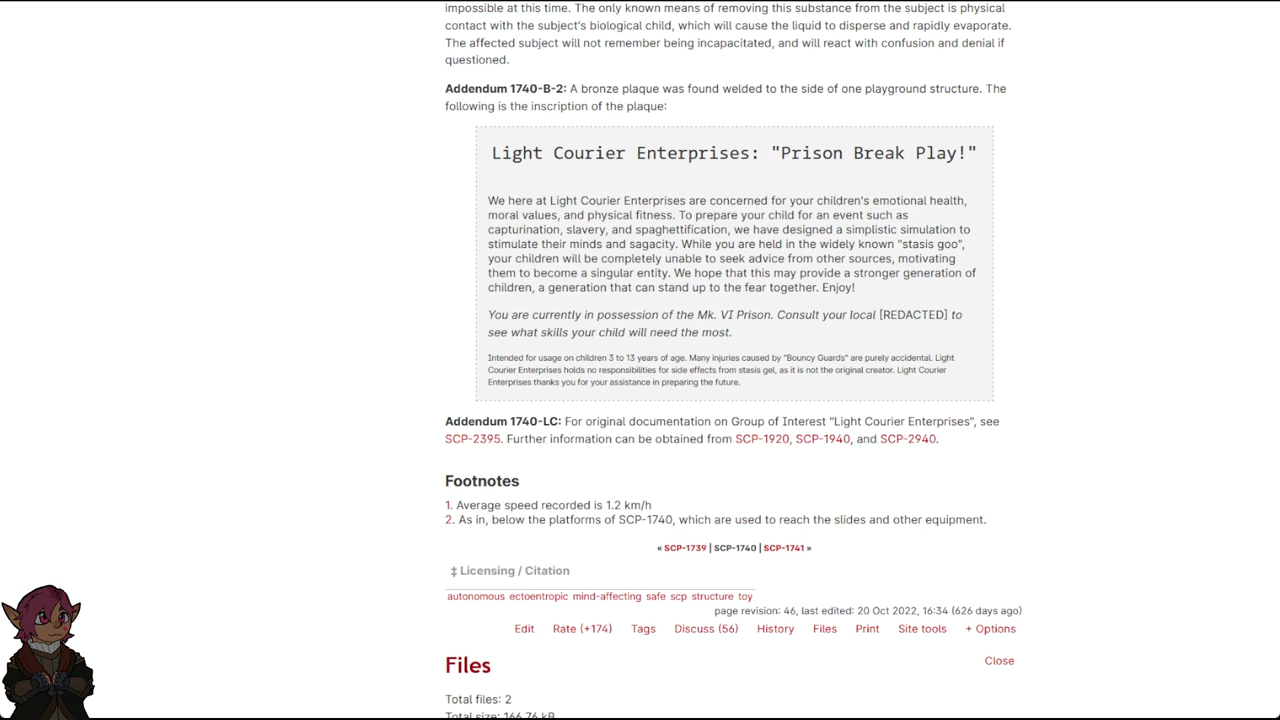 impossible at this time. The only known means of removing this substance from the subject is physical
contact with the subject's biological child, which will cause the liquid to disperse and rapidly evaporate.
The affected subject will not remember being incapacitated, and will react with confusion and denial if
questioned.
Addendum 1740-B-2: A bronze plaque was found welded to the side of one playground structure. The
following is the inscription of the plaque:
Light Courier Enterprises: "Prison Break Play!"
We here at Light Courier Enterprises are concerned for your children's emotional health,
moral values, and physical fitness. To prepare your child for an event such as
capturination, slavery, and spaghettification, we have designed a simplistic simulation to
stimulate their minds and sagacity. While you are held in the widely known "stasis goo",
your children will be completely unable to seek advice from other sources, motivating
them to become a singular entity. We hope that this may provide a stronger generation of
children, a generation that can stand up to the fear together. Enjoy!
You are currently in possession of the Mk. VI Prison. Consult your local [REDACTED] to
see what skills your child will need the most.
Intended for usage on children 3 to 13 years of age. Many injuries caused by "Bouncy Guards" are purely accidental. Light
Courier Enterprises holds no responsibilities for side effects from stasis gel, as it is not the original creator. Light Courier
Enterprises thanks you for your assistance in preparing the future.
Addendum 1740-LC: For original documentation on Group of Interest "Light Courier Enterprises", see
SCP-2395. Further information can be obtained from SCP-1920, SCP-1940, and SCP-2940.
Footnotes
1. Average speed recorded is 1.2 km/h
2. As in, below the platforms of SCP-1740, which are used to reach the slides and other equipment.
« SCP-1739 | SCP-1740 | SCP-1741 »
‡ Licensing / Citation
autonomous ectoentropic mind-affecting safe scp structure toy
page revision: 46, last edited: 20 Oct 2022, 16:34 (626 days ago)
Edit Rate (+174) Tags Discuss (56) History Files Print Site tools + Options
Files Close
Total files: 2
Total size: 166.76 kB